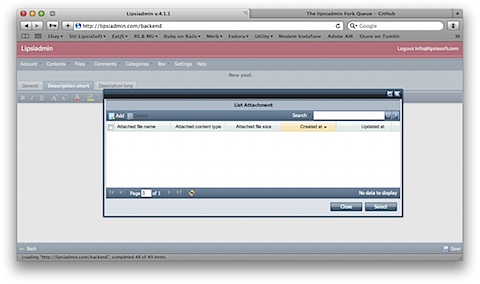 Lipsiadmin v.4.1.1
The lipsiadmin Fork Queue — GitHub
http://lipsiadmin.com/backend
Google
Ebay
SHi LipsiaSoft
ExtJS
RS & MU
Ruby on Rails
Merb
Fedora
Utility
Modem Vodafone
Adobe AIR
Share on Tumblr
Lipsiadmin
Logout info@lipsiasoft.com
Account
Contents
Files
Comments
Categories
Box
Settings
Help
New post
General
Description short
Description long
List Attachment
Add
Search
Attached file name
Attached content type
Attached file size
Created at
Updated at
Page 1 of 1
No data to display
Close
Select
Back
Save
Loading "http://lipsiadmin.com/backend", completed 48 of 49 items